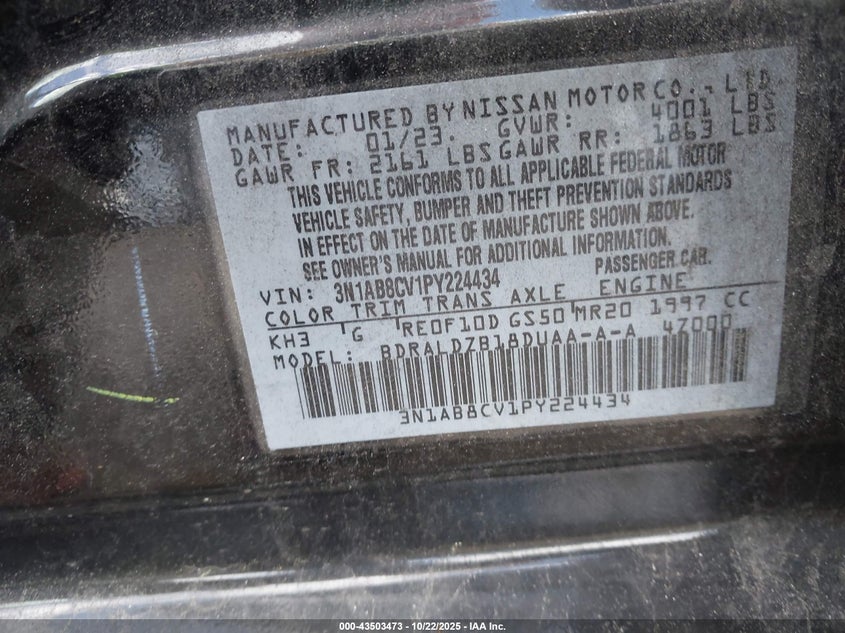 MANUFACTURED BY NISSAN MOTOR CO., LTD.
DATE: 01/23. GVWR: 4001 LBS
GAWR FR: 2161 LBS GAWR RR: 1863 LBS
THIS VEHICLE CONFORMS TO ALL APPLICABLE FEDERAL MOTOR
VEHICLE SAFETY, BUMPER AND THEFT PREVENTION STANDARDS
IN EFFECT ON THE DATE OF MANUFACTURE SHOWN ABOVE.
SEE OWNER'S MANUAL FOR ADDITIONAL INFORMATION.
VIN: 3N1AB8CV1PY224434 PASSENGER CAR.
COLOR TRIM TRANS AXLE ENGINE
KH3 G RE0F10D GS50 MR20 1997 CC
MODEL: BDRALDZB18DUAA-A-A 4Z000
3N1AB8CV1PY224434
000-43503473 - 10/22/2025 - IAA Inc.